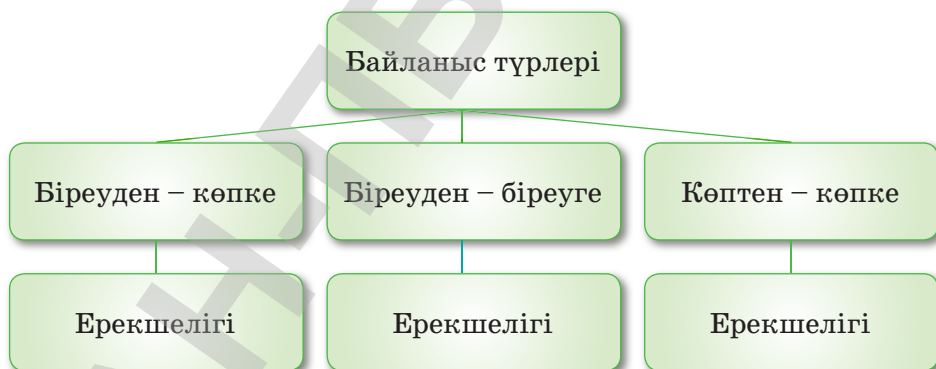 Байланыс түрлері
Біреуден – көпке
Біреуден – біреуге
Көптен – көпке
Ерекшелігі
Ерекшелігі
Ерекшелігі